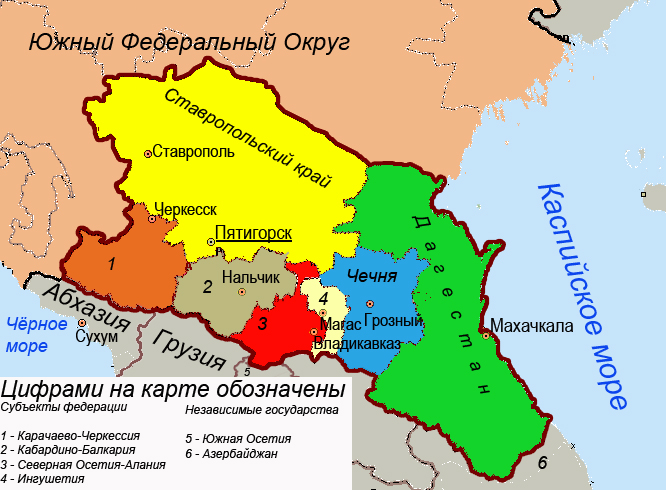 Южный Федеральный Округ
Ставропольский край
Ставрополь
Черкесск
Пятигорск
Дагестан
Каспийское море
1
2
Нальчик
Чечня
4
3
Магас
Грозный
Владикавказ
Махачкала
Абхазия
Чёрное
море
Сухум
Грузия
5
6
Цифрами на карте обозначены
Субъекты федерации
Независимые государства
1 - Карачаево-Черкессия
2 - Кабардино-Балкария
3 - Северная Осетия-Алания
4 - Ингушетия
5 - Южная Осетия
6 - Азербайджан